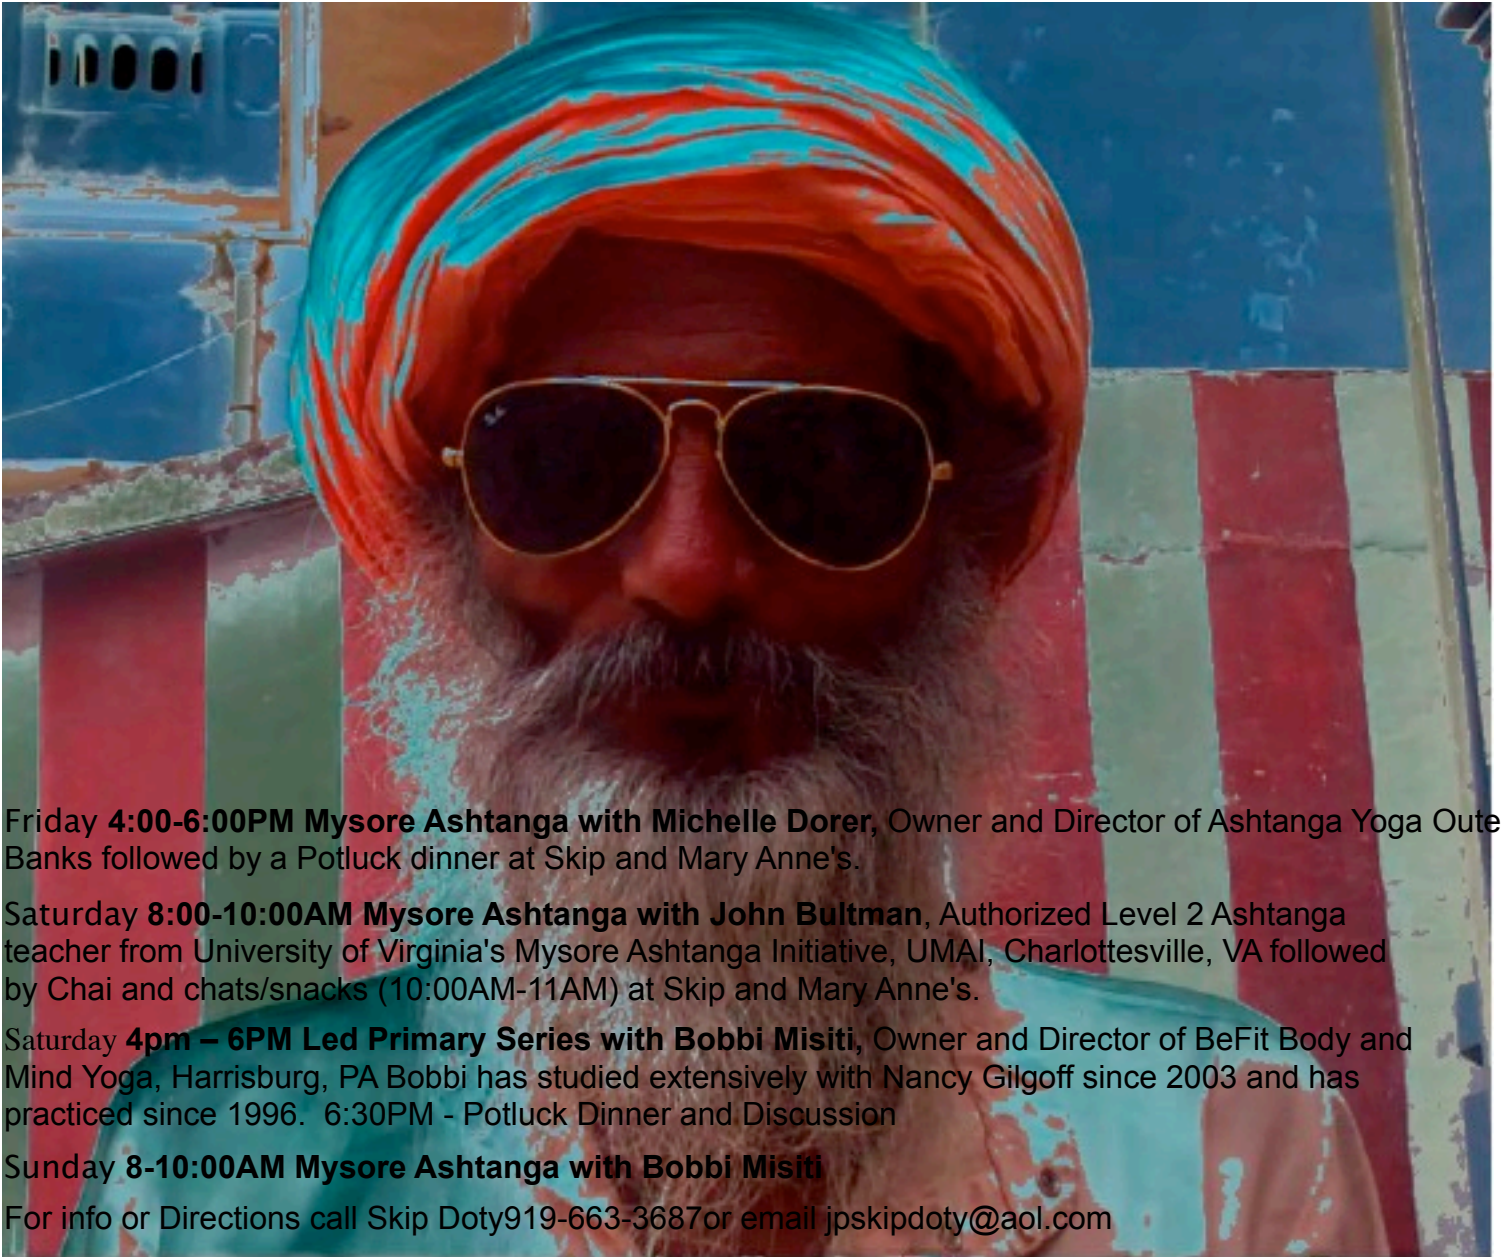 Friday 4:00-6:00PM Mysore Ashtanga with Michelle Dorer, Owner and Director of Ashtanga Yoga Oute
Banks followed by a Potluck dinner at Skip and Mary Anne's.
Saturday 8:00-10:00AM Mysore Ashtanga with John Bultman, Authorized Level 2 Ashtanga
teacher from University of Virginia's Mysore Ashtanga Initiative, UMAI, Charlottesville, VA followed
by Chai and chats/snacks (10:00AM-11AM) at Skip and Mary Anne's.
Saturday 4pm – 6PM Led Primary Series with Bobbi Misiti, Owner and Director of BeFit Body and
Mind Yoga, Harrisburg, PA Bobbi has studied extensively with Nancy Gilgoff since 2003 and has
practiced since 1996.  6:30PM - Potluck Dinner and Discussion
Sunday 8-10:00AM Mysore Ashtanga with Bobbi Misiti
For info or Directions call Skip Doty919-663-3687or email jpskipdoty@aol.com